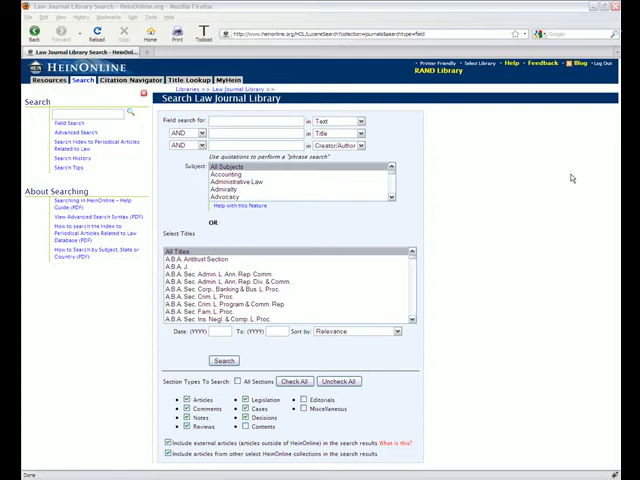 Law Journal Library Search - HeinOnline.org - Mozilla Firefox
File Edit View History Bookmarks Split Tools Help
Back Forward Reload Stop Home Print Todoist
http://www.heinonline.org/HOL/LuceneSearch?collection=journals&searchtype=field
Google
Law Journal Library Search - HeinOnl...
HEINONLINE
Printer Friendly Select Library Help Feedback Blog Log Out
RAND Library
Resources Search Citation Navigator Title Lookup MyHein
Libraries >> Law Journal Library >>
Search
Field Search
Advanced Search
Search Index to Periodical Articles
Related to Law
Search History
Search Tips
About Searching
Searching in HeinOnline – Help
Guide (PDF)
View Advanced Search Syntax (PDF)
How to search the Index to
Periodical Articles Related to Law
Database (PDF)
How to Search by Subject, State or
Country (PDF)
Search Law Journal Library
Field search for: in Text
AND in Title
AND in Creator/Author
Use quotations to perform a "phrase search"
Subject: All Subjects
Accounting
Administrative Law
Admiralty
Advocacy
Help with this feature
OR
Select Titles
All Titles
A.B.A. Antitrust Section
A.B.A. J.
A.B.A. Sec. Admin. L. Ann. Rep. Comm
A.B.A. Sec. Admin. L. Ann. Rep. Div. & Comm.
A.B.A. Sec. Corp., Banking & Bus. L. Proc.
A.B.A. Sec. Crim. L. Proc.
A.B.A. Sec. Crim. L. Program & Comm. Rep.
A.B.A. Sec. Fam. L. Proc.
A.B.A. Sec. Ins. Negl. & Comp. L. Proc.
Date: (YYYY) To: (YYYY) Sort by: Relevance
Search
Section Types To Search: All Sections Check All Uncheck All
Articles Legislation Editorials
Comments Cases Miscellaneous
Notes Decisions
Reviews Contents
Include external articles (articles outside of HeinOnline) in the search results What is this?
Include articles from other select HeinOnline collections in the search results
Done